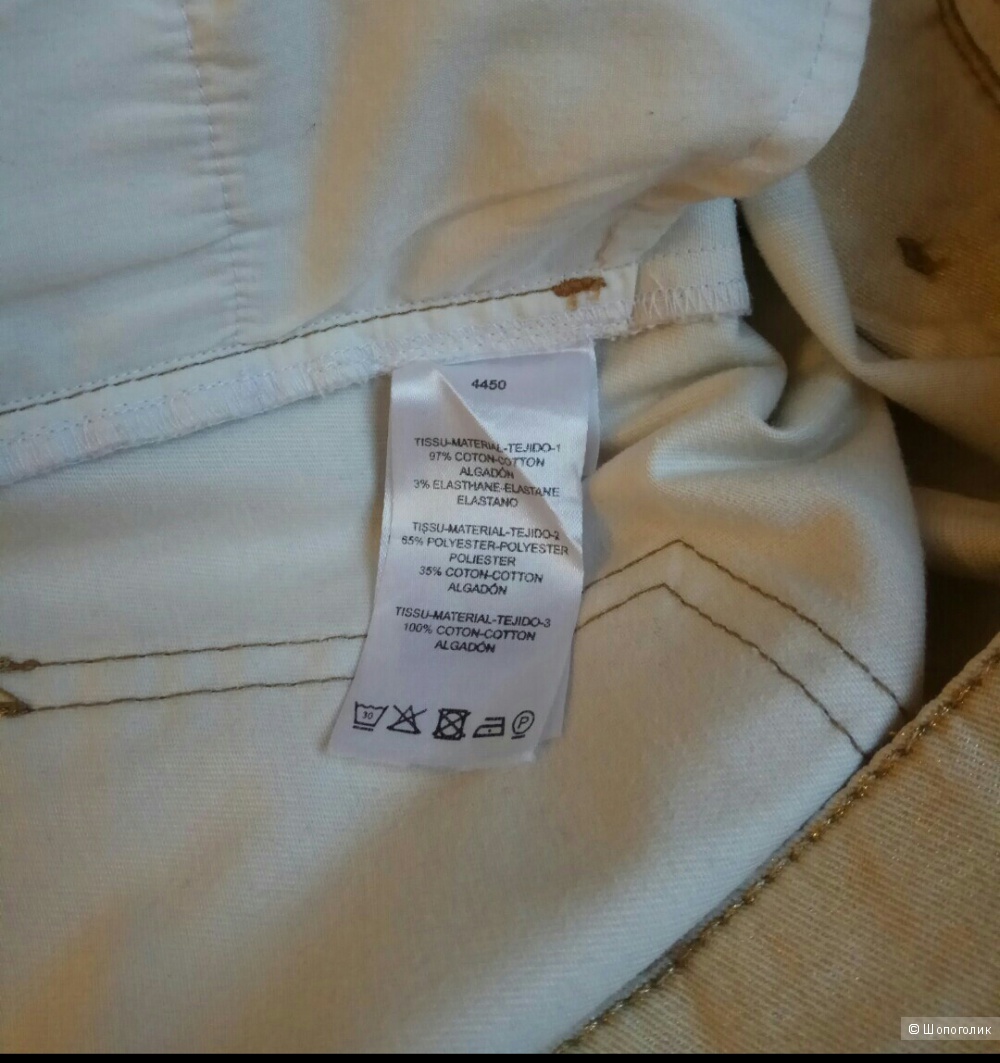 4450
TISSU-MATERIAL-TEJIDO-1
97% COTON-COTTON
ALGADÓN
3% ELASTHANE-ELASTANE
ELASTANO
TISSU-MATERIAL-TEJIDO-2
65% POLYESTER-POLYESTER
POLIESTER
35% COTON-COTTON
ALGADÓN
TISSU-MATERIAL-TEJIDO-3
100% COTON-COTTON
ALGADÓN
30
P
© Шопоголик